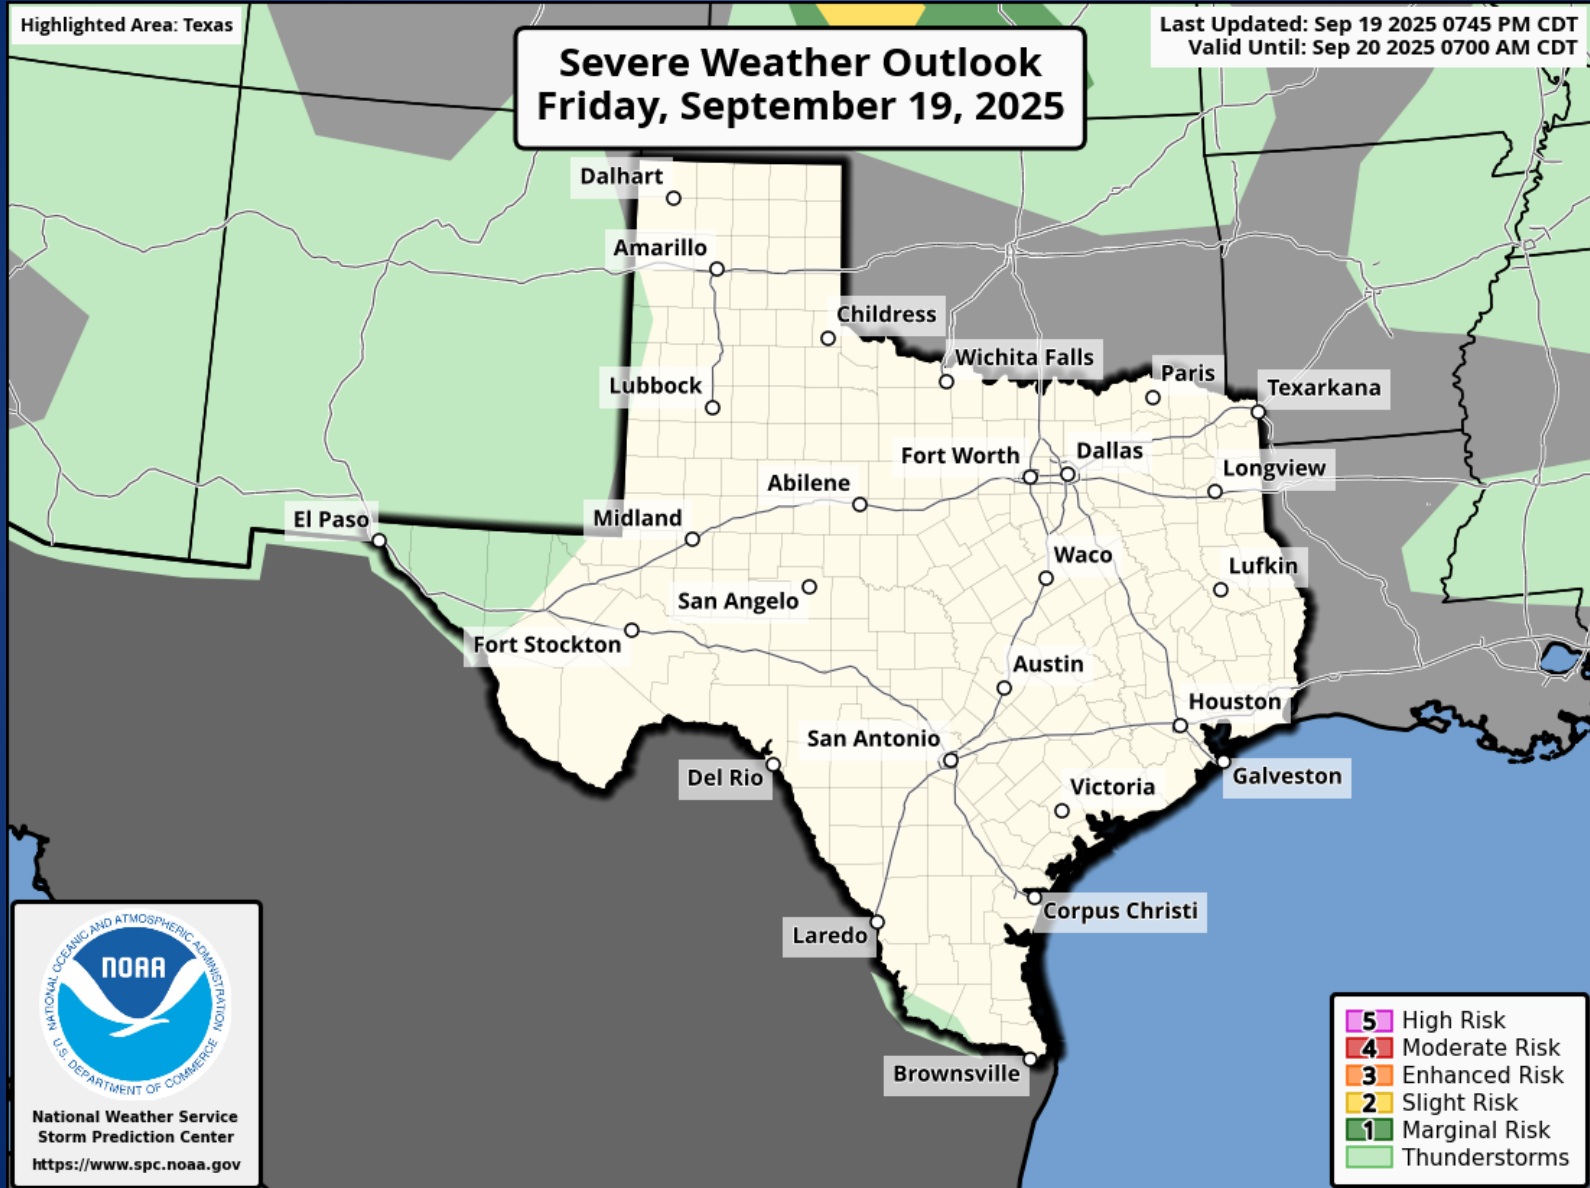 Highlighted Area: Texas
Severe Weather Outlook
Friday, September 19, 2025
Last Updated: Sep 19 2025 0745 PM CDT
Valid Until: Sep 20 2025 0700 AM CDT
Dalhart
Amarillo
Childress
Wichita Falls
Paris
Texarkana
Lubbock
Fort Worth
Dallas
Longview
Abilene
El Paso
Midland
Waco
Lufkin
San Angelo
Fort Stockton
Austin
Houston
San Antonio
Del Rio
Galveston
Victoria
Corpus Christi
Laredo
Brownsville
NATIONAL OCEANIC AND ATMOSPHERIC ADMINISTRATION
NOAA
U.S. DEPARTMENT OF COMMERCE
National Weather Service
Storm Prediction Center
https://www.spc.noaa.gov
5 High Risk
4 Moderate Risk
3 Enhanced Risk
2 Slight Risk
1 Marginal Risk
Thunderstorms